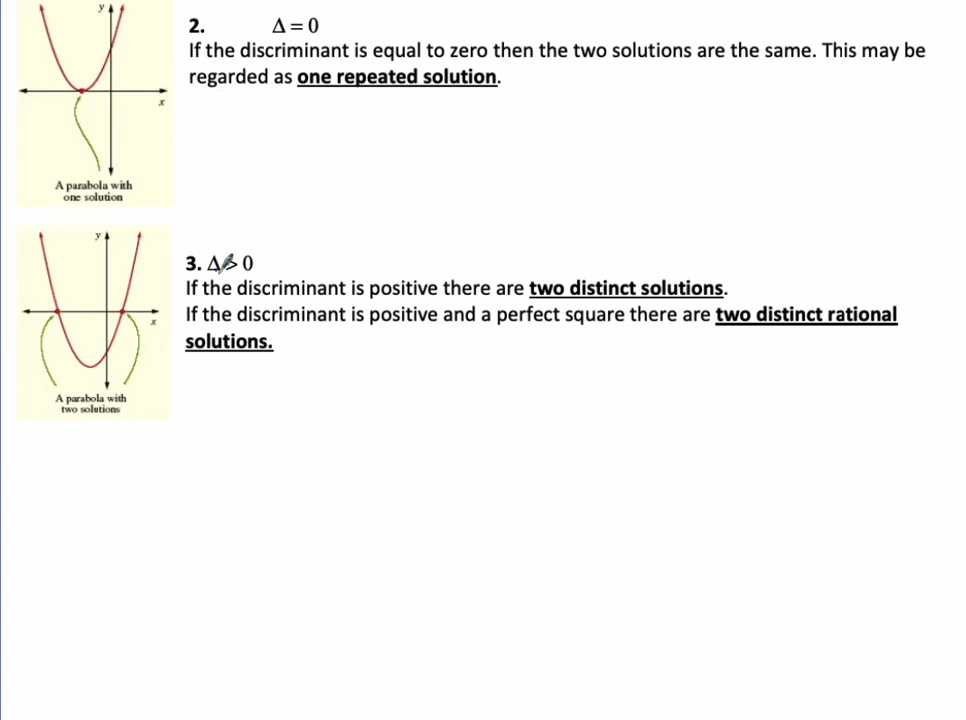 y
2. Δ = 0
If the discriminant is equal to zero then the two solutions are the same. This may be
regarded as one repeated solution.
x
A parabola with
one solution
y
3. Δ > 0
If the discriminant is positive there are two distinct solutions.
If the discriminant is positive and a perfect square there are two distinct rational
solutions.
x
A parabola with
two solutions